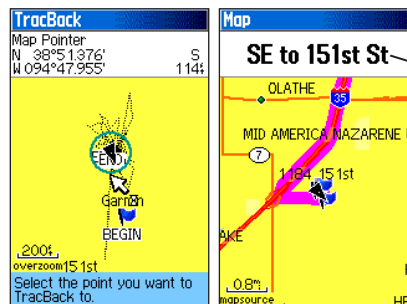 TracBack
Map Pointer
N 38°51.376' S
W 094°47.955' 114
Garmin
BEGIN
200
overzoom 151st
Select the point you want to
TracBack to.
Map
SE to 151st St
OLATHE
35
MID AMERICA NAZARENE
7
1184 151st
AKE
0.8
mapsource